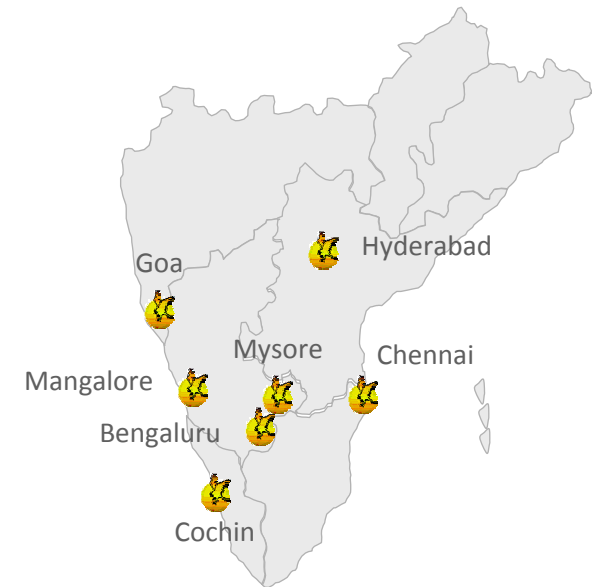 Hyderabad
Goa
Mysore
Chennai
Mangalore
Bengaluru
Cochin